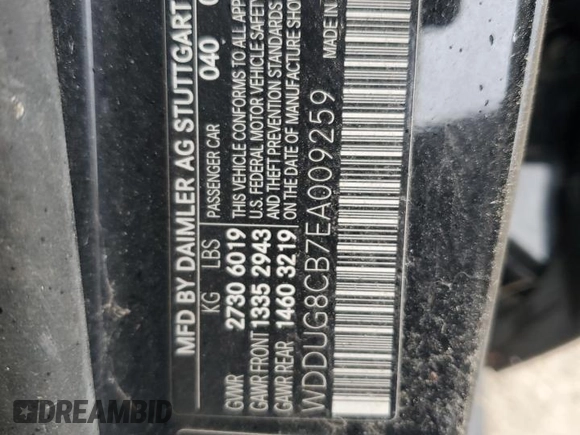 MFD BY DAIMLER AG STUTTGART
PASSENGER CAR 040
KG LBS
GVWR 2730 6019
GAWR FRONT 1335 2943
GAWR REAR 1460 3219
THIS VEHICLE CONFORMS TO ALL APP
U.S. FEDERAL MOTOR VEHICLE SAFETY
AND THEFT PREVENTION STANDARDS
ON THE DATE OF MANUFACTURE SHO
WDDUG8CB7EA009259
MADE IN
DREAMBID